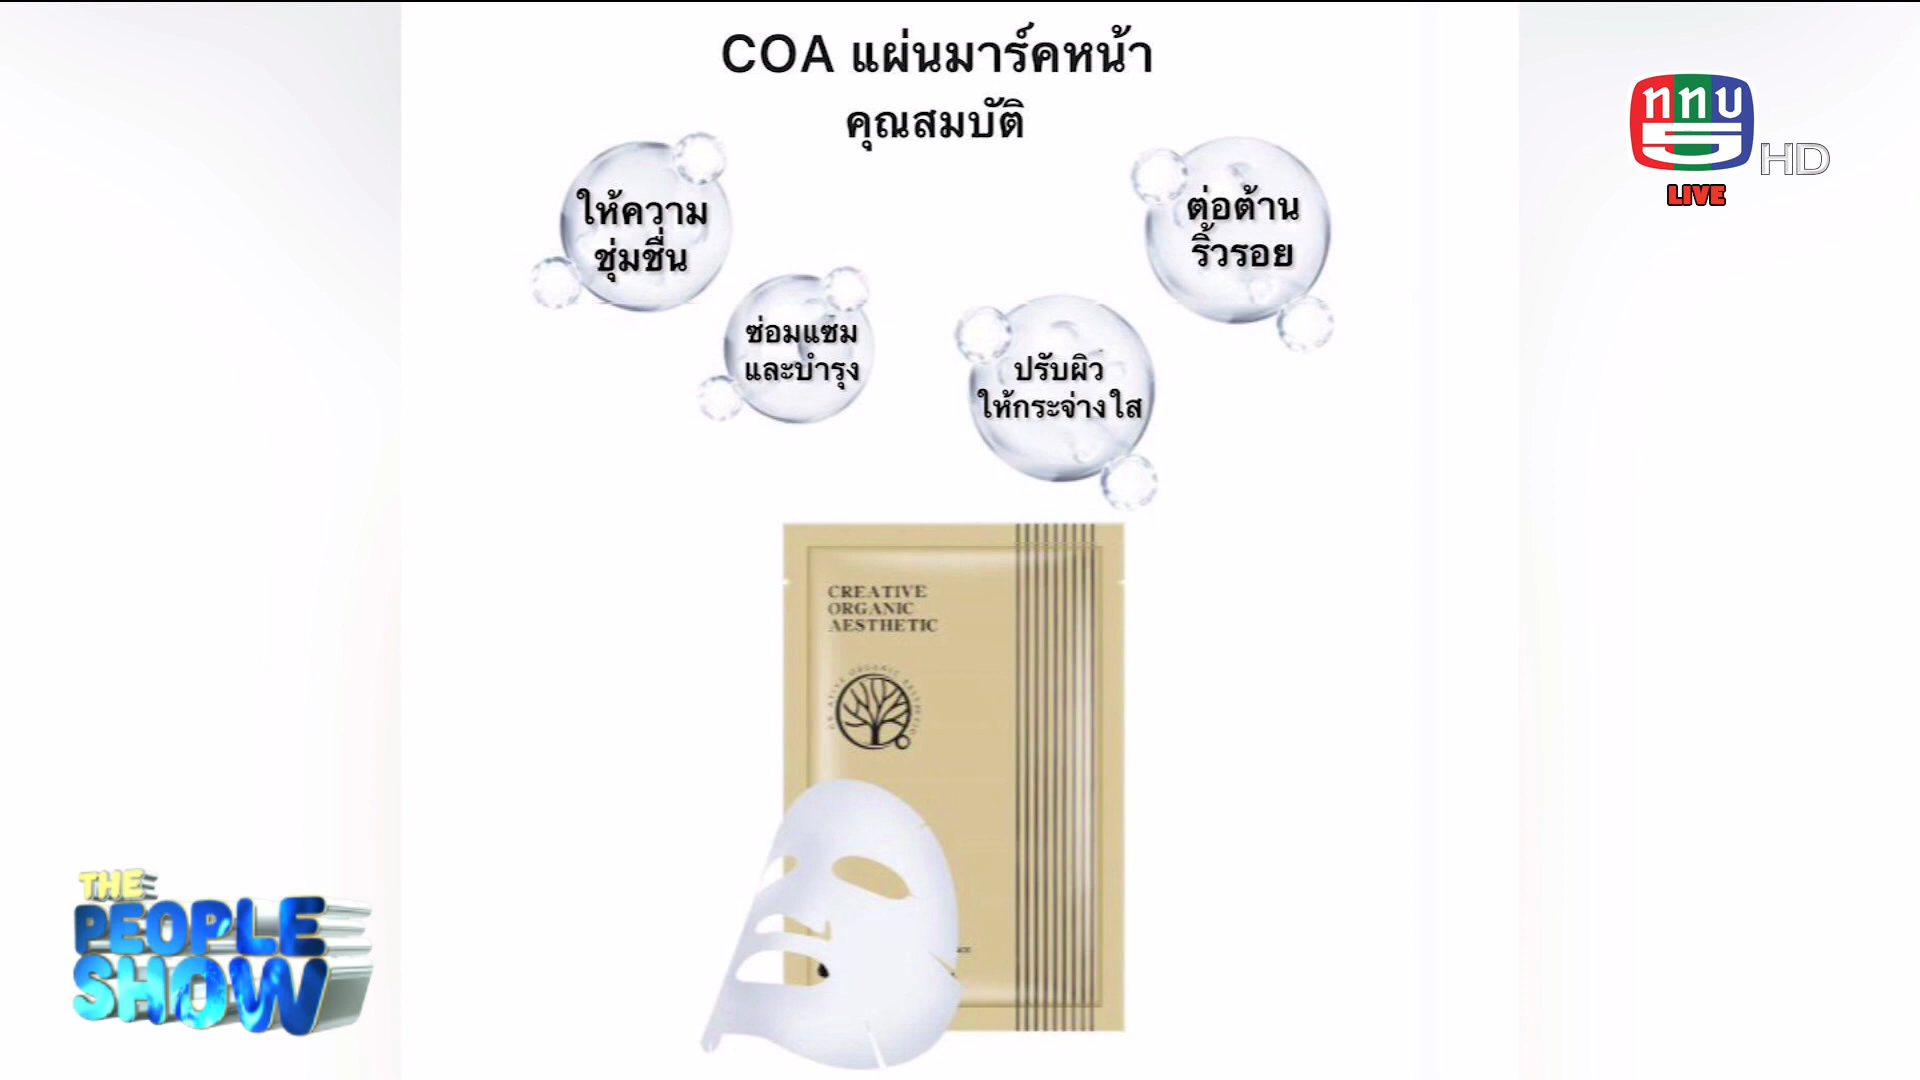 COA แผ่นมาร์คหน้า
คุณสมบัติ
ให้ความ
ชุ่มชื่น
ต่อต้าน
ริ้วรอย
ซ่อมแซม
และบำรุง
ปรับผิว
ให้กระจ่างใส
CREATIVE
ORGANIC
AESTHETIC
ททบ
5
HD
LIVE
THE
PEOPLE
SHOW